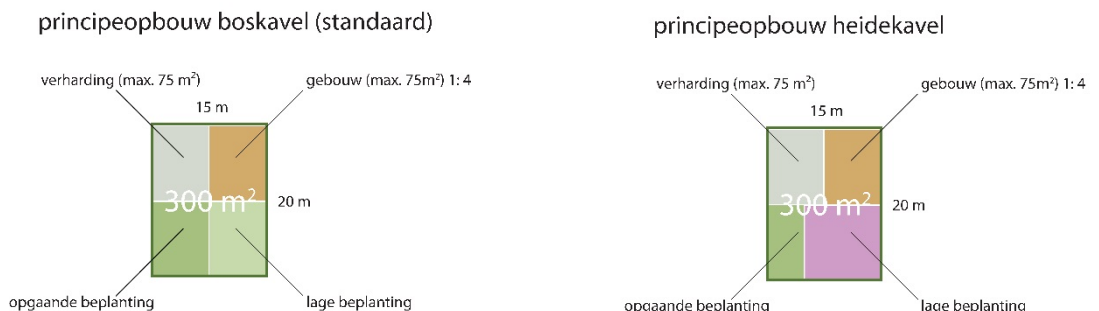 principeopbouw boskavel (standaard)
verharding (max. 75 m²)
gebouw (max. 75m²) 1: 4
15 m
300 m²
20 m
opgaande beplanting
lage beplanting
principeopbouw heidekavel
verharding (max. 75 m²)
gebouw (max. 75m²) 1: 4
15 m
300 m²
20 m
opgaande beplanting
lage beplanting